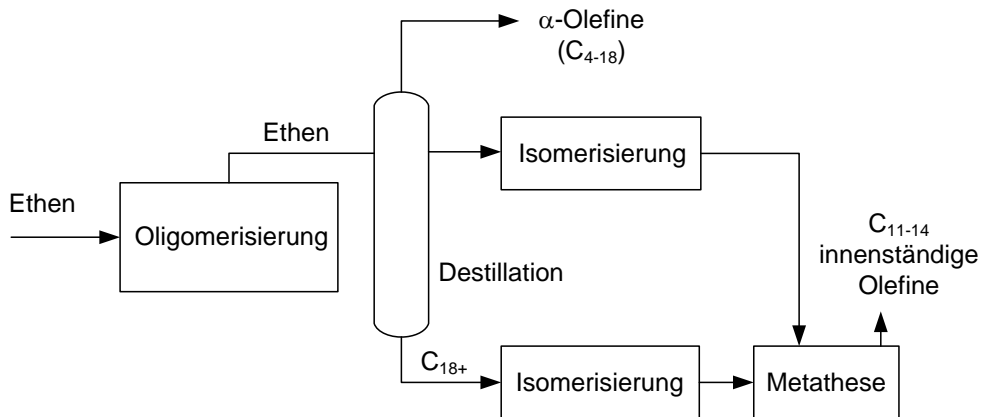 α-Olefine
(C4-18)
Ethen
Isomerisierung
Ethen
Oligomerisierung
C11-14
innenständige
Olefine
Destillation
C18+
Isomerisierung
Metathese